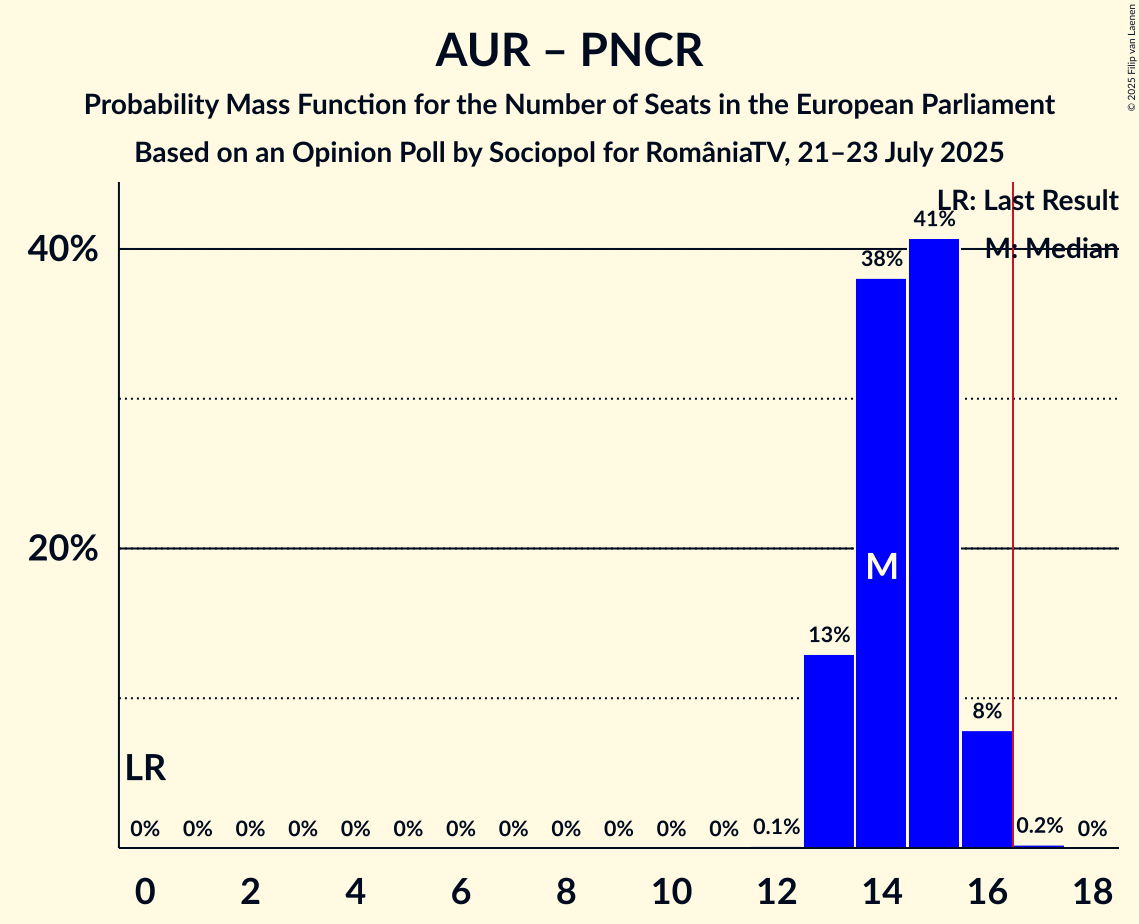 AUR – PNCR
Probability Mass Function for the Number of Seats in the European Parliament
Based on an Opinion Poll by Sociopol for RomâniaTV, 21–23 July 2025
© 2025 Filip van Laenen
LR: Last Result
M: Median
40%
20%
41%
38%
M
13%
8%
LR
0% 0% 0% 0% 0% 0% 0% 0% 0% 0% 0% 0% 0.1% 0.2% 0%
0 2 4 6 8 10 12 14 16 18